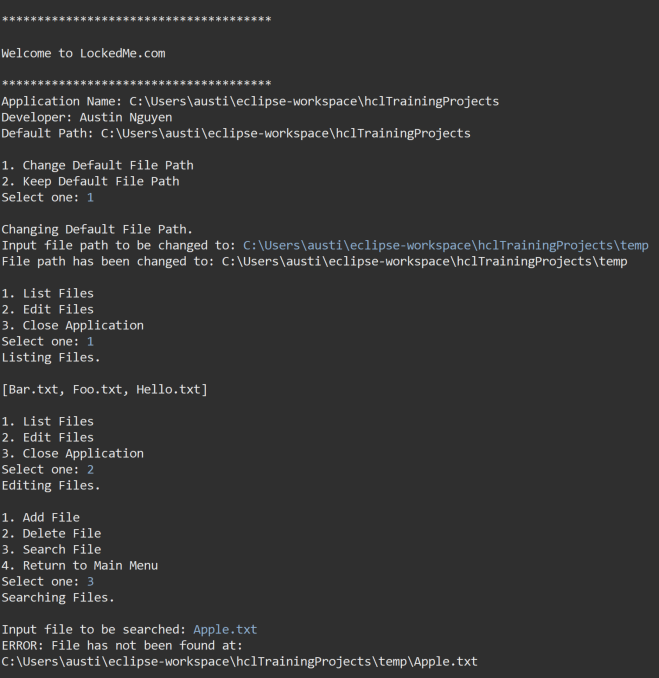 **************************************
Welcome to LockedMe.com
**************************************
Application Name: C:\Users\austi\eclipse-workspace\hclTrainingProjects
Developer: Austin Nguyen
Default Path: C:\Users\austi\eclipse-workspace\hclTrainingProjects
1. Change Default File Path
2. Keep Default File Path
Select one: 1
Changing Default File Path.
Input file path to be changed to: C:\Users\austi\eclipse-workspace\hclTrainingProjects\temp
File path has been changed to: C:\Users\austi\eclipse-workspace\hclTrainingProjects\temp
1. List Files
2. Edit Files
3. Close Application
Select one: 1
Listing Files.
[Bar.txt, Foo.txt, Hello.txt]
1. List Files
2. Edit Files
3. Close Application
Select one: 2
Editing Files.
1. Add File
2. Delete File
3. Search File
4. Return to Main Menu
Select one: 3
Searching Files.
Input file to be searched: Apple.txt
ERROR: File has not been found at:
C:\Users\austi\eclipse-workspace\hclTrainingProjects\temp\Apple.txt